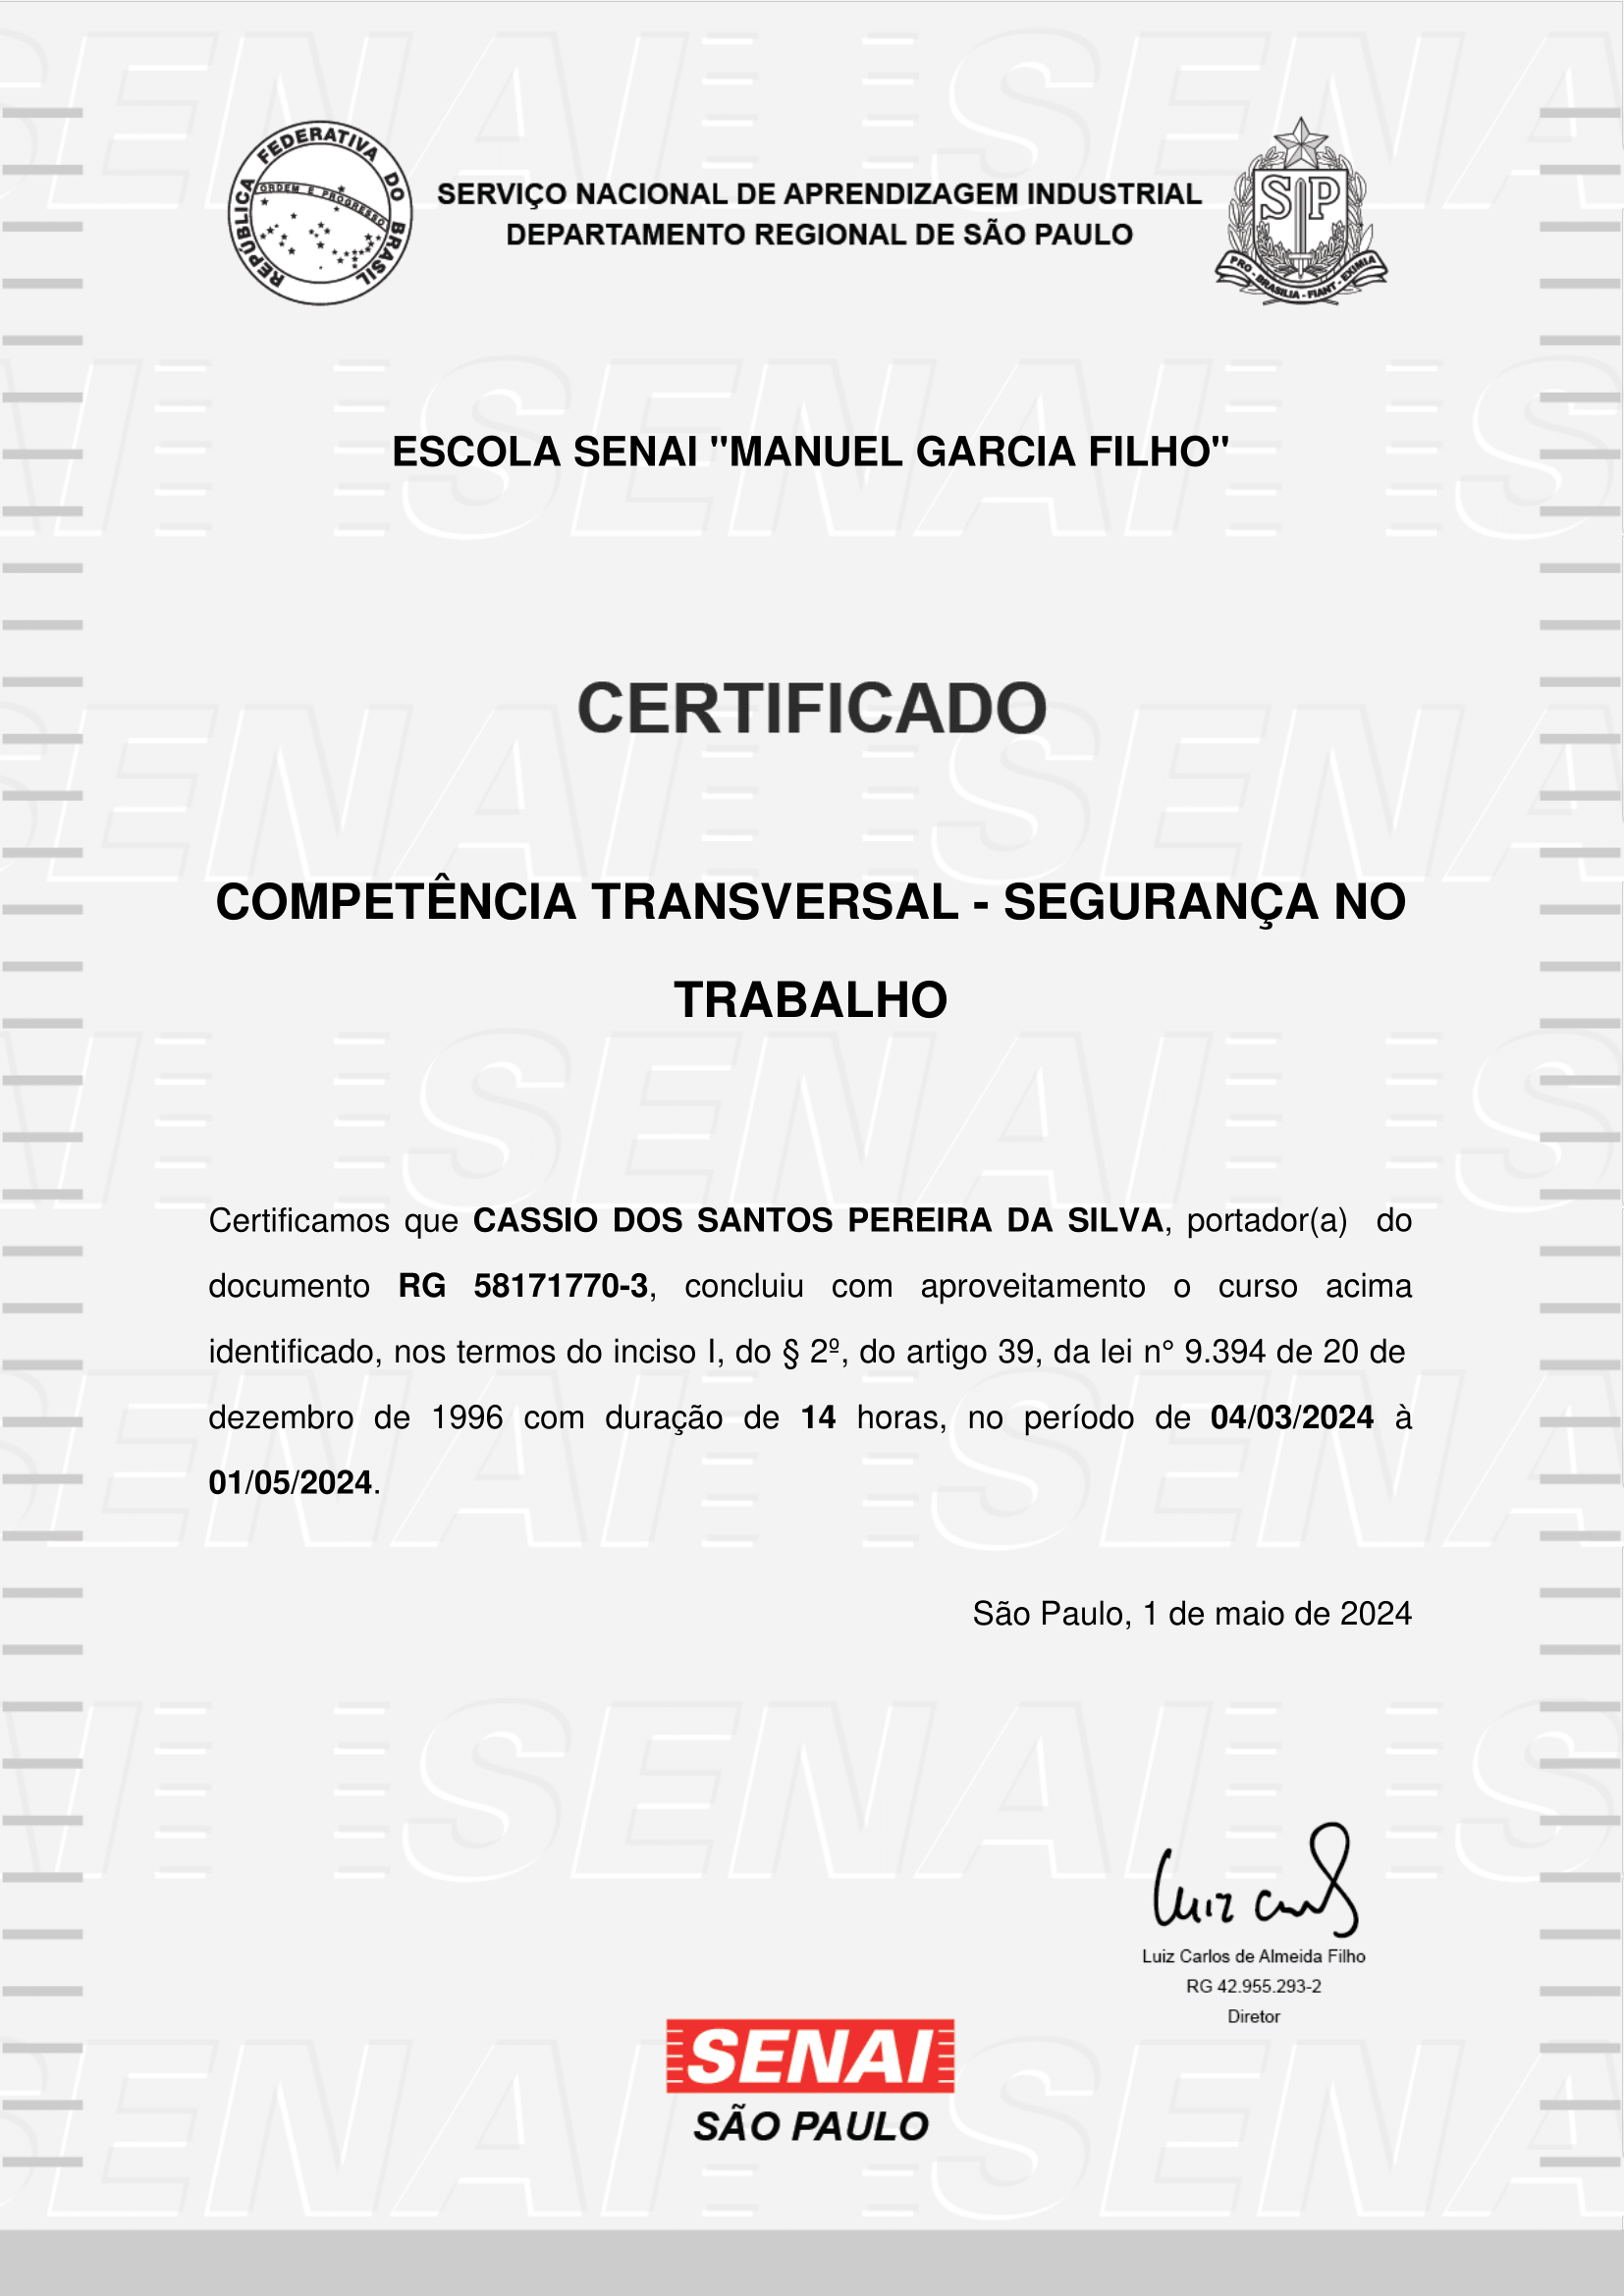 REPÚBLICA FEDERATIVA DO BRASIL
ORDEM E PROGRESSO
SERVIÇO NACIONAL DE APRENDIZAGEM INDUSTRIAL
DEPARTAMENTO REGIONAL DE SÃO PAULO
SP
PRO - BRASILIA - FIANT - EXIMIA
ESCOLA SENAI "MANUEL GARCIA FILHO"
CERTIFICADO
COMPETÊNCIA TRANSVERSAL - SEGURANÇA NO
TRABALHO
Certificamos que CASSIO DOS SANTOS PEREIRA DA SILVA, portador(a) do
documento RG 58171770-3, concluiu com aproveitamento o curso acima
identificado, nos termos do inciso I, do § 2º, do artigo 39, da lei n° 9.394 de 20 de
dezembro de 1996 com duração de 14 horas, no período de 04/03/2024 à
01/05/2024.
São Paulo, 1 de maio de 2024
Luiz Carlos de Almeida Filho
RG 42.955.293-2
Diretor
SENAI
SÃO PAULO